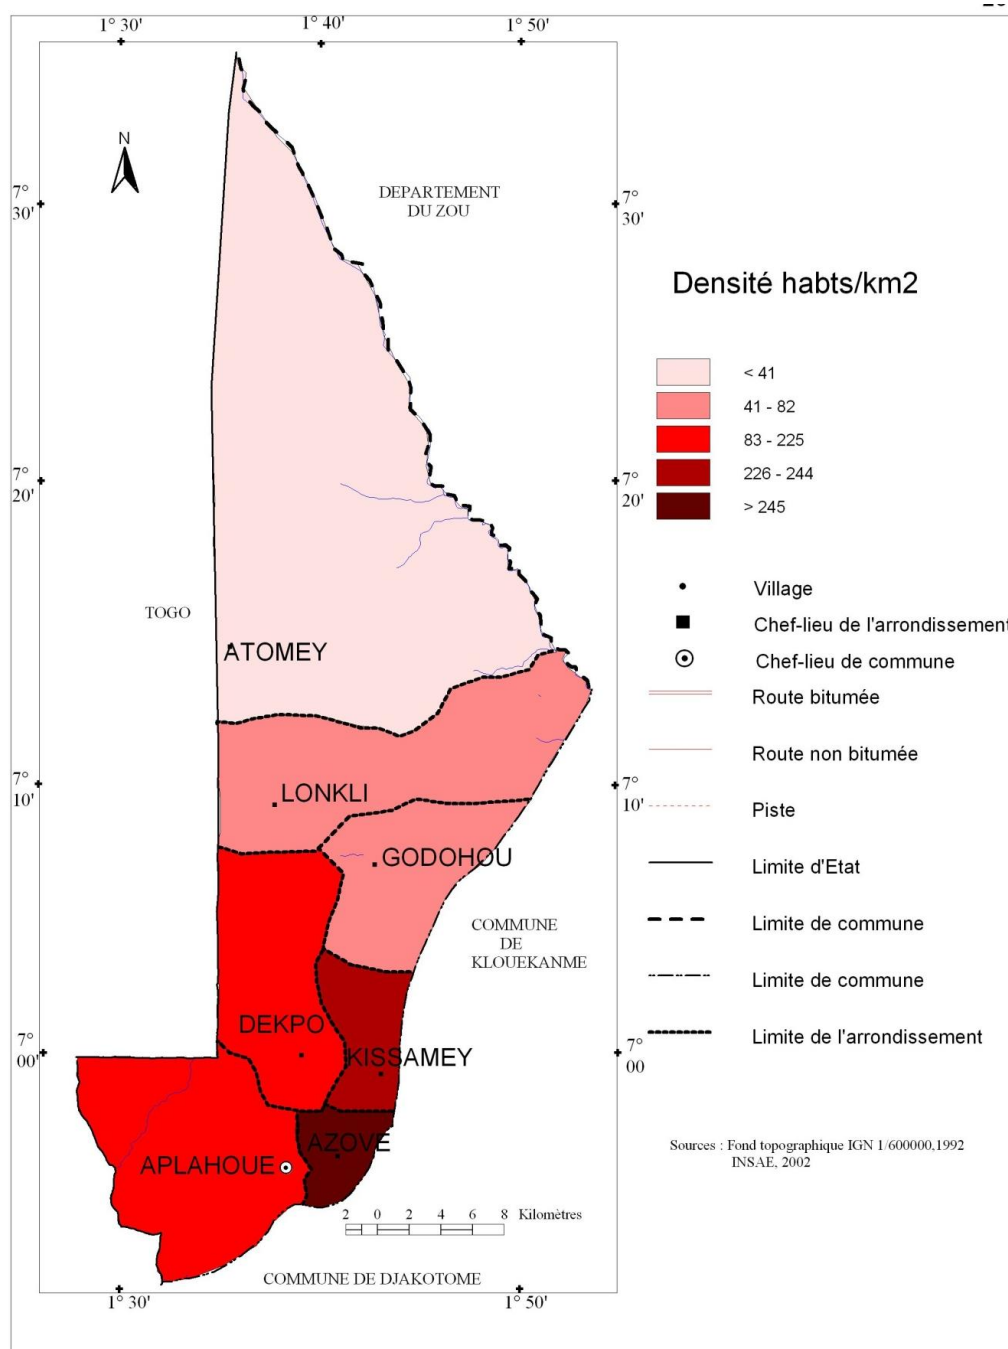 1° 30'
1° 40'
1° 50'
N
7°
30'
7°
30'
DEPARTEMENT
DU ZOU
Densité habts/km2
< 41
41 - 82
83 - 225
226 - 244
> 245
7°
20'
7°
20'
Village
TOGO
Chef-lieu de l'arrondissement
ATOMEY
Chef-lieu de commune
Route bitumée
Route non bitumée
7°
10'
7°
10'
LONKLI
Piste
GODOHOU
Limite d'Etat
COMMUNE
DE
KLOUEKANME
Limite de commune
Limite de commune
DEKPO
Limite de l'arrondissement
7°
00'
7°
00
KISSAMEY
AZOVE
APLAHOUE
Sources : Fond topographique IGN 1/600000,1992
INSAE, 2002
2 0 2 4 6 8 Kilomètres
COMMUNE DE DJAKOTOME
1° 30'
1° 50'